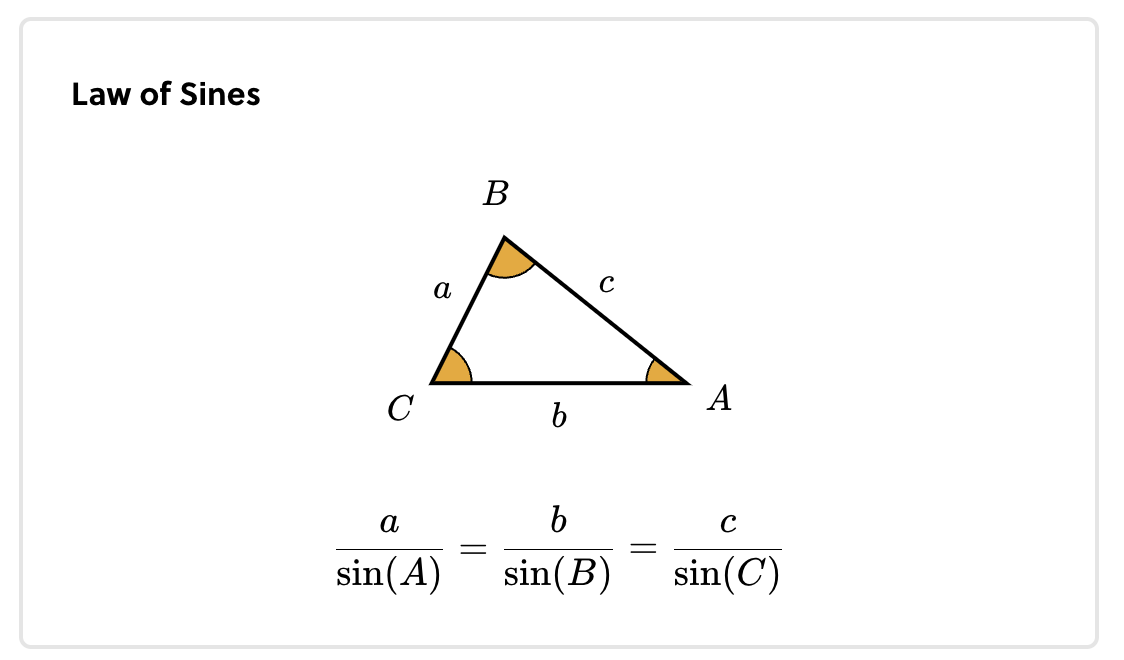 Law of Sines
B
a
c
C
b
A
a/sin(A) = b/sin(B) = c/sin(C)